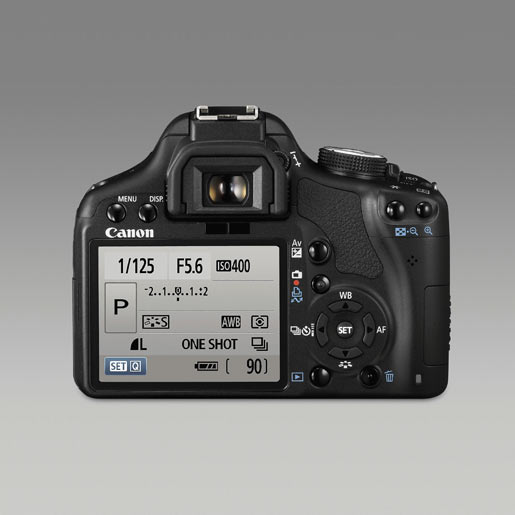 MENU DISP.
Canon
1/125 F5.6 ISO400
P
-2..1..0..1.:2
S AWB
L ONE SHOT
SET Q [ 90]
Av
WB
SET AF
ISO